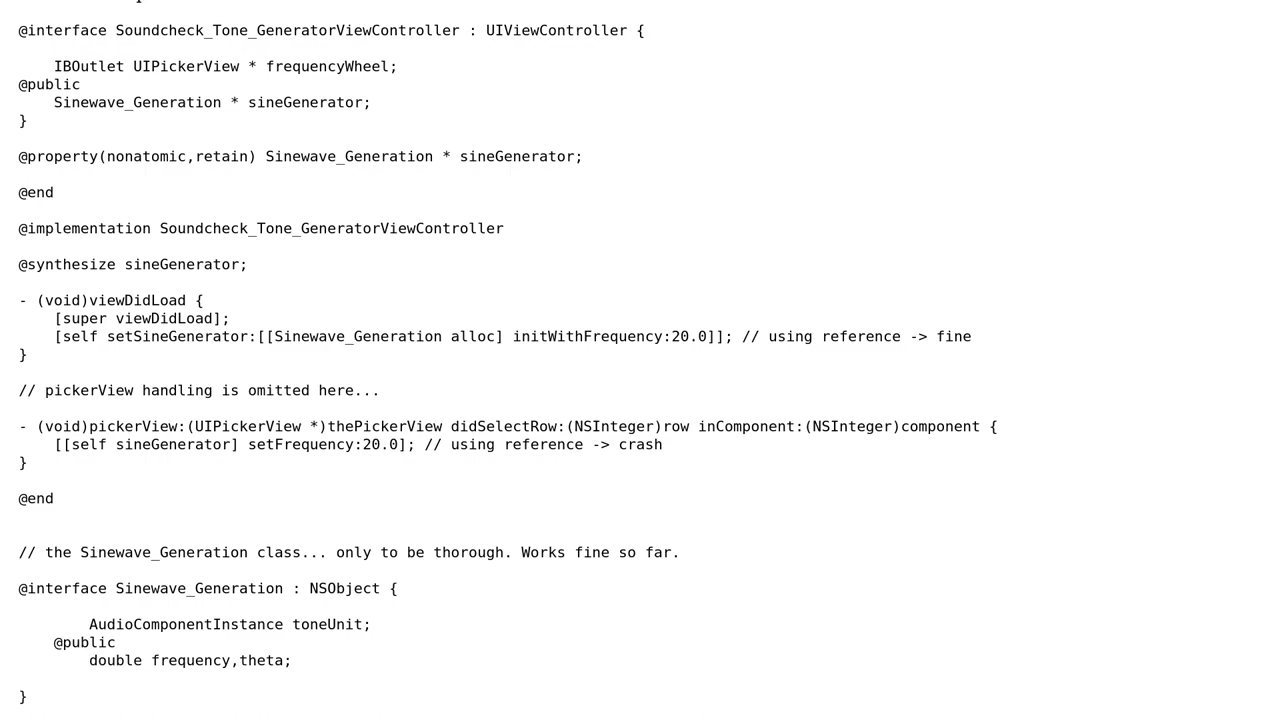 @interface Soundcheck_Tone_GeneratorViewController : UIViewController {
    IBOutlet UIPickerView * frequencyWheel;
@public
    Sinewave_Generation * sineGenerator;
}
@property(nonatomic,retain) Sinewave_Generation * sineGenerator;
@end
@implementation Soundcheck_Tone_GeneratorViewController
@synthesize sineGenerator;
- (void)viewDidLoad {
    [super viewDidLoad];
    [self setSineGenerator:[[Sinewave_Generation alloc] initWithFrequency:20.0]]; // using reference -> fine
}
// pickerView handling is omitted here...
- (void)pickerView:(UIPickerView *)thePickerView didSelectRow:(NSInteger)row inComponent:(NSInteger)component {
    [[self sineGenerator] setFrequency:20.0]; // using reference -> crash
}
@end
// the Sinewave_Generation class... only to be thorough. Works fine so far.
@interface Sinewave_Generation : NSObject {
        AudioComponentInstance toneUnit;
    @public
        double frequency,theta;
}